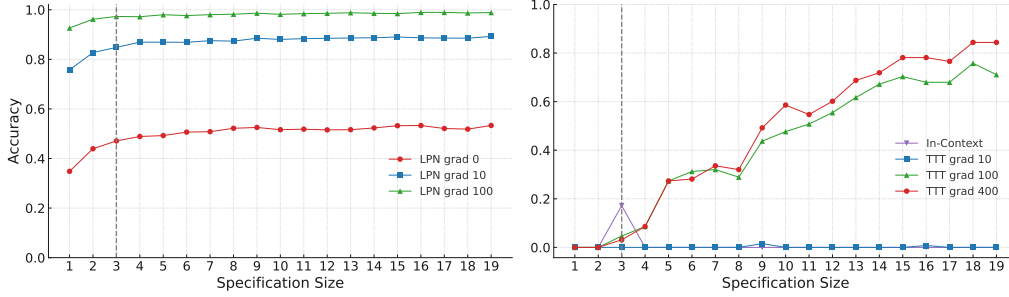 1.0
0.8
0.6
0.4
0.2
0.0
Accuracy
1 2 3 4 5 6 7 8 9 10 11 12 13 14 15 16 17 18 19
Specification Size
LPN grad 0
LPN grad 10
LPN grad 100
1.0
0.8
0.6
0.4
0.2
0.0
1 2 3 4 5 6 7 8 9 10 11 12 13 14 15 16 17 18 19
Specification Size
In-Context
TTT grad 10
TTT grad 100
TTT grad 400